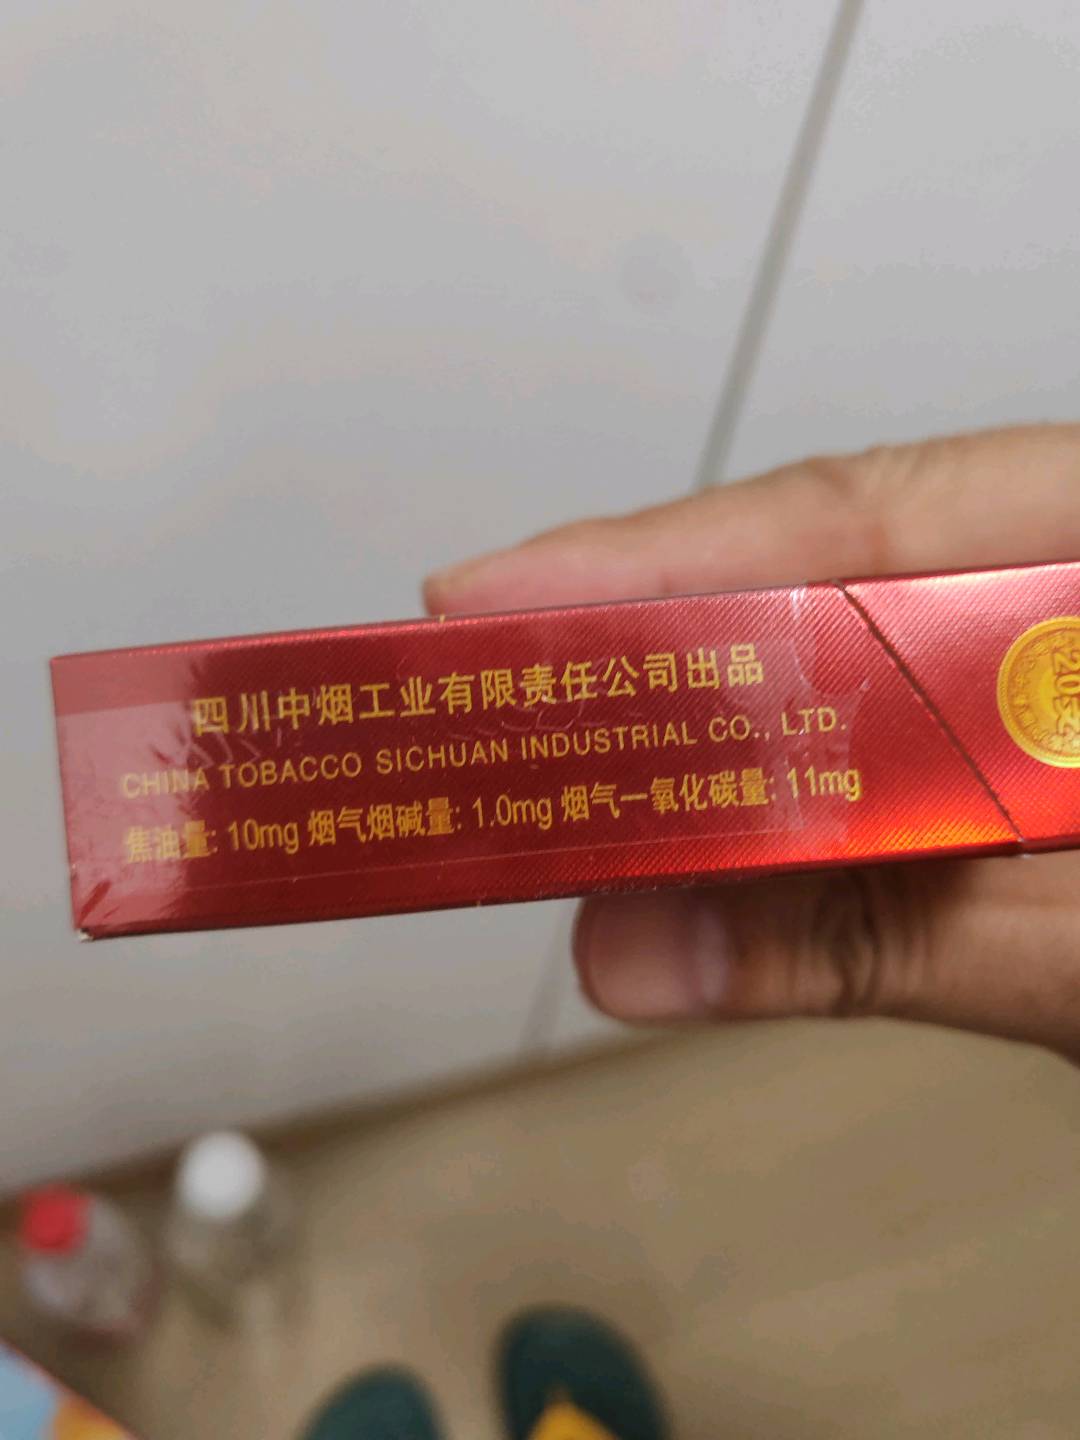 四川中烟工业有限责任公司出品
CHINA TOBACCO SICHUAN INDUSTRIAL CO., LTD.
焦油量: 10mg 烟气烟碱量: 1.0mg 烟气一氧化碳量: 11mg